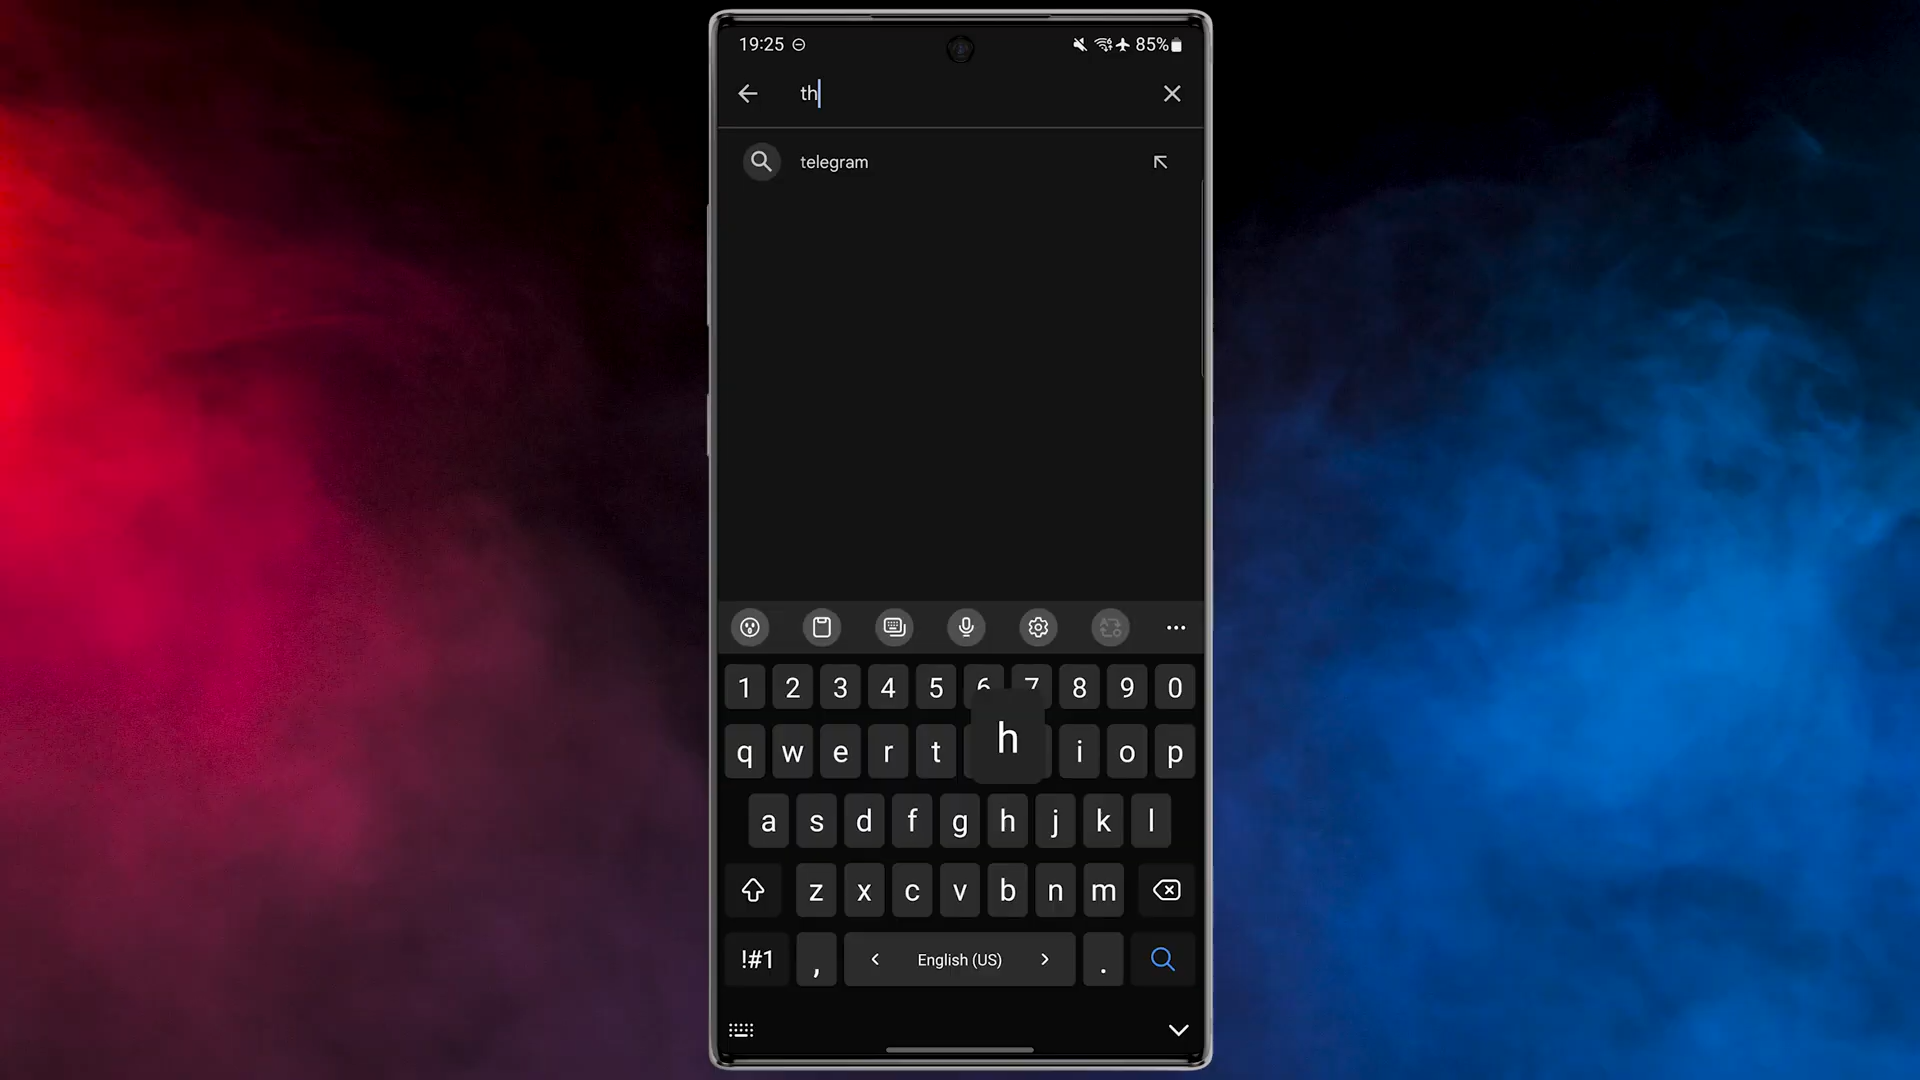 19:25 85%
th
telegram
1 2 3 4 5 6 7 8 9 0
q w e r t h i o p
a s d f g h j k l
z x c v b n m
!#1 , < English (US) > .